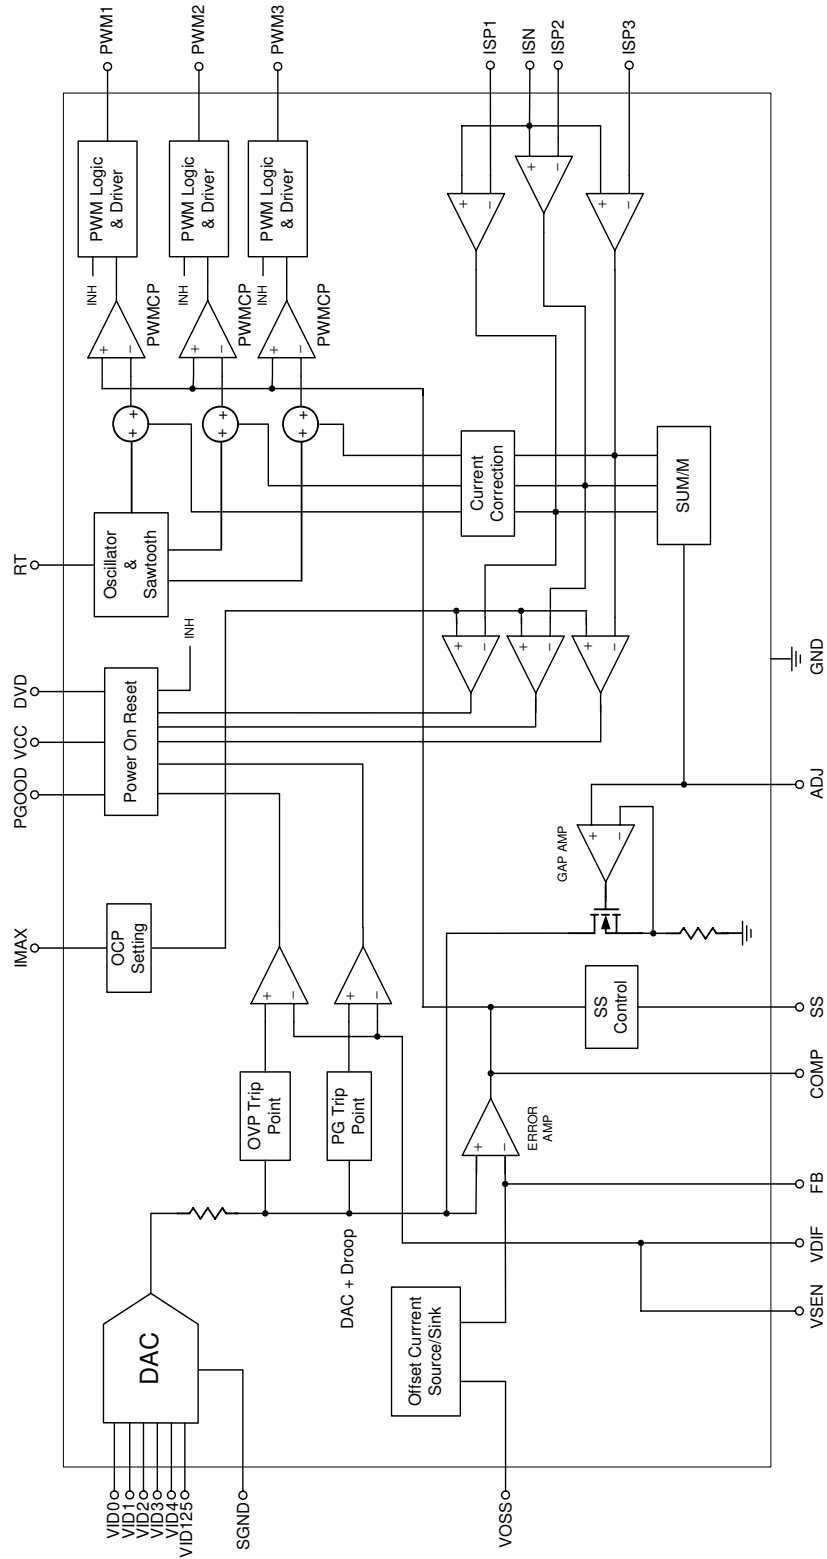 PGOOD
VCC
DVD
RT
IMAX
VID0
VID1
VID2
VID3
VID4
VID125
SGND
DAC
OCP
Setting
Power On Reset
INH
Oscillator
&
Sawtooth
+
+
+
+
+
+
+
−
+
−
+
−
PWMCP
PWMCP
PWMCP
INH
INH
INH
PWM Logic
& Driver
PWM Logic
& Driver
PWM Logic
& Driver
PWM1
PWM2
PWM3
OVP Trip
Point
PG Trip
Point
+
−
+
−
DAC + Droop
Offset Currrent
Source/Sink
VOSS
+
−
ERROR
AMP
SS
Control
GAP AMP
+
−
+
−
+
−
+
−
Current
Correction
SUM/M
+
−
+
−
+
−
ISP1
ISN
ISP2
ISP3
VSEN
VDIF
FB
COMP
SS
ADJ
GND